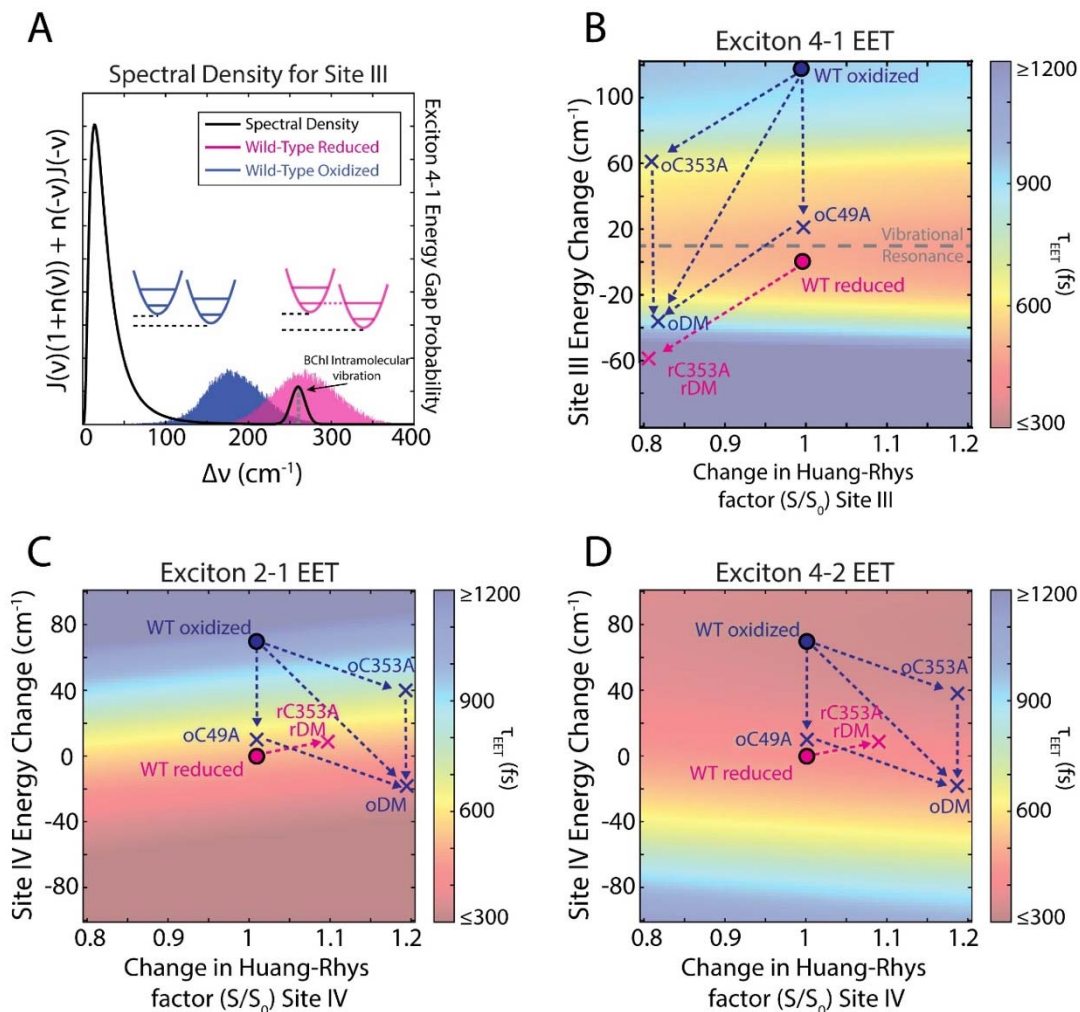 A
Spectral Density for Site III
J(ν)(1+n(ν)) + n(-ν)J(-ν)
Exciton 4-1 Energy Gap Probability
Spectral Density
Wild-Type Reduced
Wild-Type Oxidized
BChl Intramolecular
vibration
0 100 200 300 400
Δν (cm⁻¹)
B
Exciton 4-1 EET
Site III Energy Change (cm⁻¹)
100
60
20
-20
-60
WT oxidized
oC353A
oC49A
Vibrational
Resonance
WT reduced
oDM
rC353A
rDM
0.8 0.9 1 1.1 1.2
Change in Huang-Rhys
factor (S/S₀) Site III
≥1200
900
600
≤300
τEET (fs)
C
Exciton 2-1 EET
Site IV Energy Change (cm⁻¹)
80
40
0
-40
-80
WT oxidized
oC353A
rC353A
rDM
oC49A
WT reduced
oDM
0.8 0.9 1 1.1 1.2
Change in Huang-Rhys
factor (S/S₀) Site IV
≥1200
900
600
≤300
τEET (fs)
D
Exciton 4-2 EET
Site IV Energy Change (cm⁻¹)
80
40
0
-40
-80
WT oxidized
oC353A
rC353A
rDM
oC49A
WT reduced
oDM
0.8 0.9 1 1.1 1.2
Change in Huang-Rhys
factor (S/S₀) Site IV
≥1200
900
600
≤300
τEET (fs)